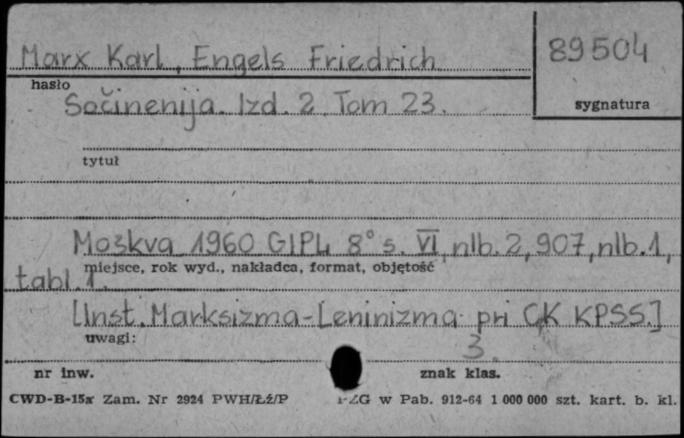 Marx Karl, Engels Friedrich
89504
hasło
Sočinenija. Izd. 2. Tom 23.
sygnatura
tytuł
Moskva 1960 GIPL 8° s. VI, nlb. 2, 907, nlb. 1,
miejsce, rok wyd., nakładca, format, objętość
tabl. 1.
[Inst. Marksizma-Leninizma pri CK KPSS.]
uwagi:
3.
nr inw.
znak klas.
CWD-B-15x Zam. Nr 2924 PWH/Łź/P
w Pab. 912-64 1 000 000 szt. kart. b. kl.